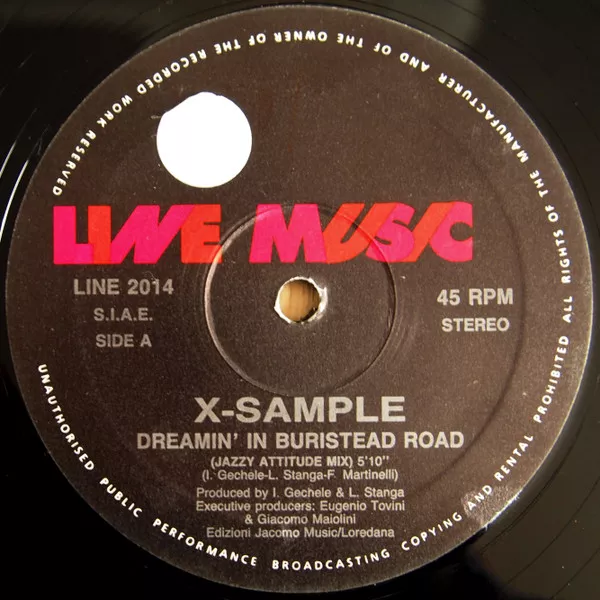 UNAUTHORISED PUBLIC PERFORMANCE BROADCASTING COPYING AND RENTAL PROHIBITED ALL RIGHTS OF THE MANUFACTURER AND OF THE OWNER OF THE RECORDED WORK RESERVED
LINE MUSIC
LINE 2014
S.I.A.E.
SIDE A
45 RPM
STEREO
X-SAMPLE
DREAMIN' IN BURISTEAD ROAD
(JAZZY ATTITUDE MIX) 5'10''
(I. Gechele-L. Stanga-F. Martinelli)
Produced by I. Gechele & L. Stanga
Executive producers: Eugenio Tovini
& Giacomo Maiolini
Edizioni Jacomo Music/Loredana